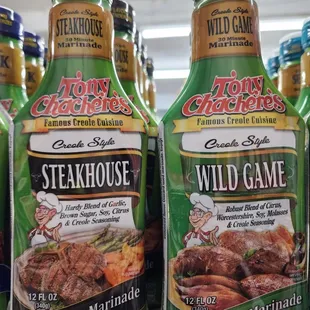 Creole Style
STEAKHOUSE
30 Minute
Marinade
Tony
Chachere's
Famous Creole Cuisine
Creole Style
STEAKHOUSE
Hardy Blend of Garlic,
Brown Sugar, Soy, Citrus
& Creole Seasoning
12 FL OZ
Marinade
Creole Style
WILD GAME
30 Minute
Marinade
Tony
Chachere's
Famous Creole Cuisine
Creole Style
WILD GAME
Robust Blend of Citrus,
Worcestershire, Soy, Molasses
& Creole Seasoning
12 FL OZ
Marinade